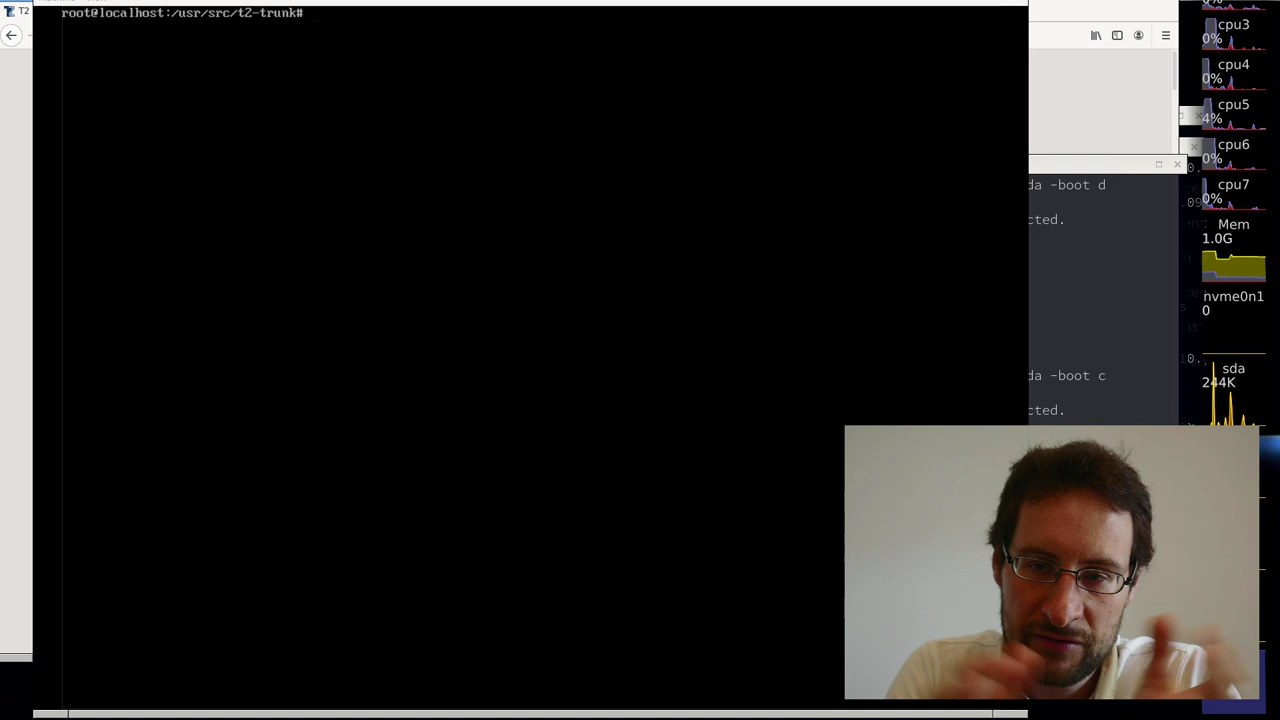 T2
root@localhost:/usr/src/t2-trunk#
cpu3
0%
cpu4
0%
cpu5
4%
cpu6
0%
cpu7
0%
Mem
1.0G
nvme0n1
0
sda
244K
da -boot d
cted.
da -boot c
cted.